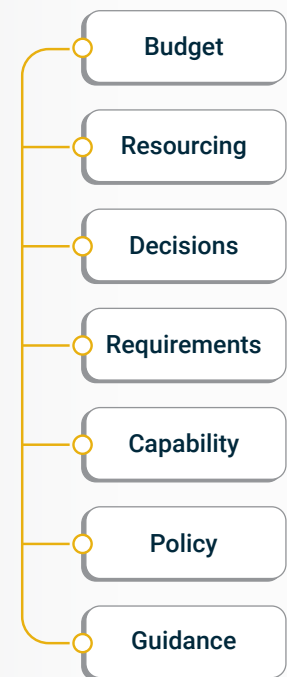 Budget
Resourcing
Decisions
Requirements
Capability
Policy
Guidance